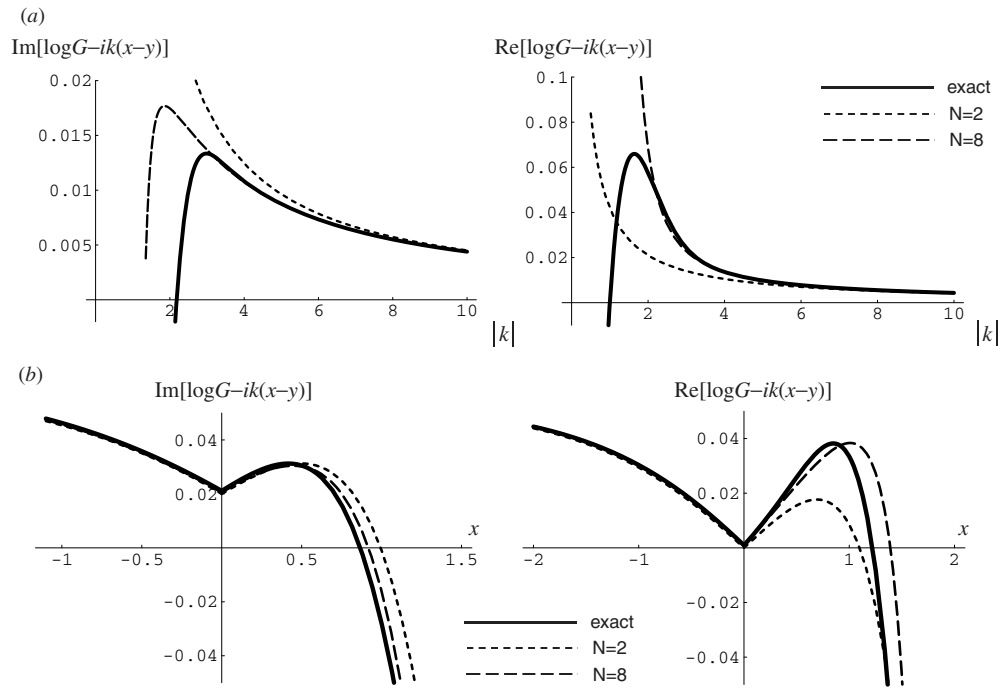 (a)
Im[logG–ik(x–y)]
0.02
0.015
0.01
0.005
2 4 6 8 10
|k|
Re[logG–ik(x–y)]
0.1
0.08
0.06
0.04
0.02
2 4 6 8 10
|k|
exact
N=2
N=8
(b)
Im[logG–ik(x–y)]
0.04
0.02
-0.02
-0.04
-1 -0.5 0.5 1.5
x
Re[logG–ik(x–y)]
0.04
0.02
-0.02
-0.04
-2 -1 1 2
x
exact
N=2
N=8